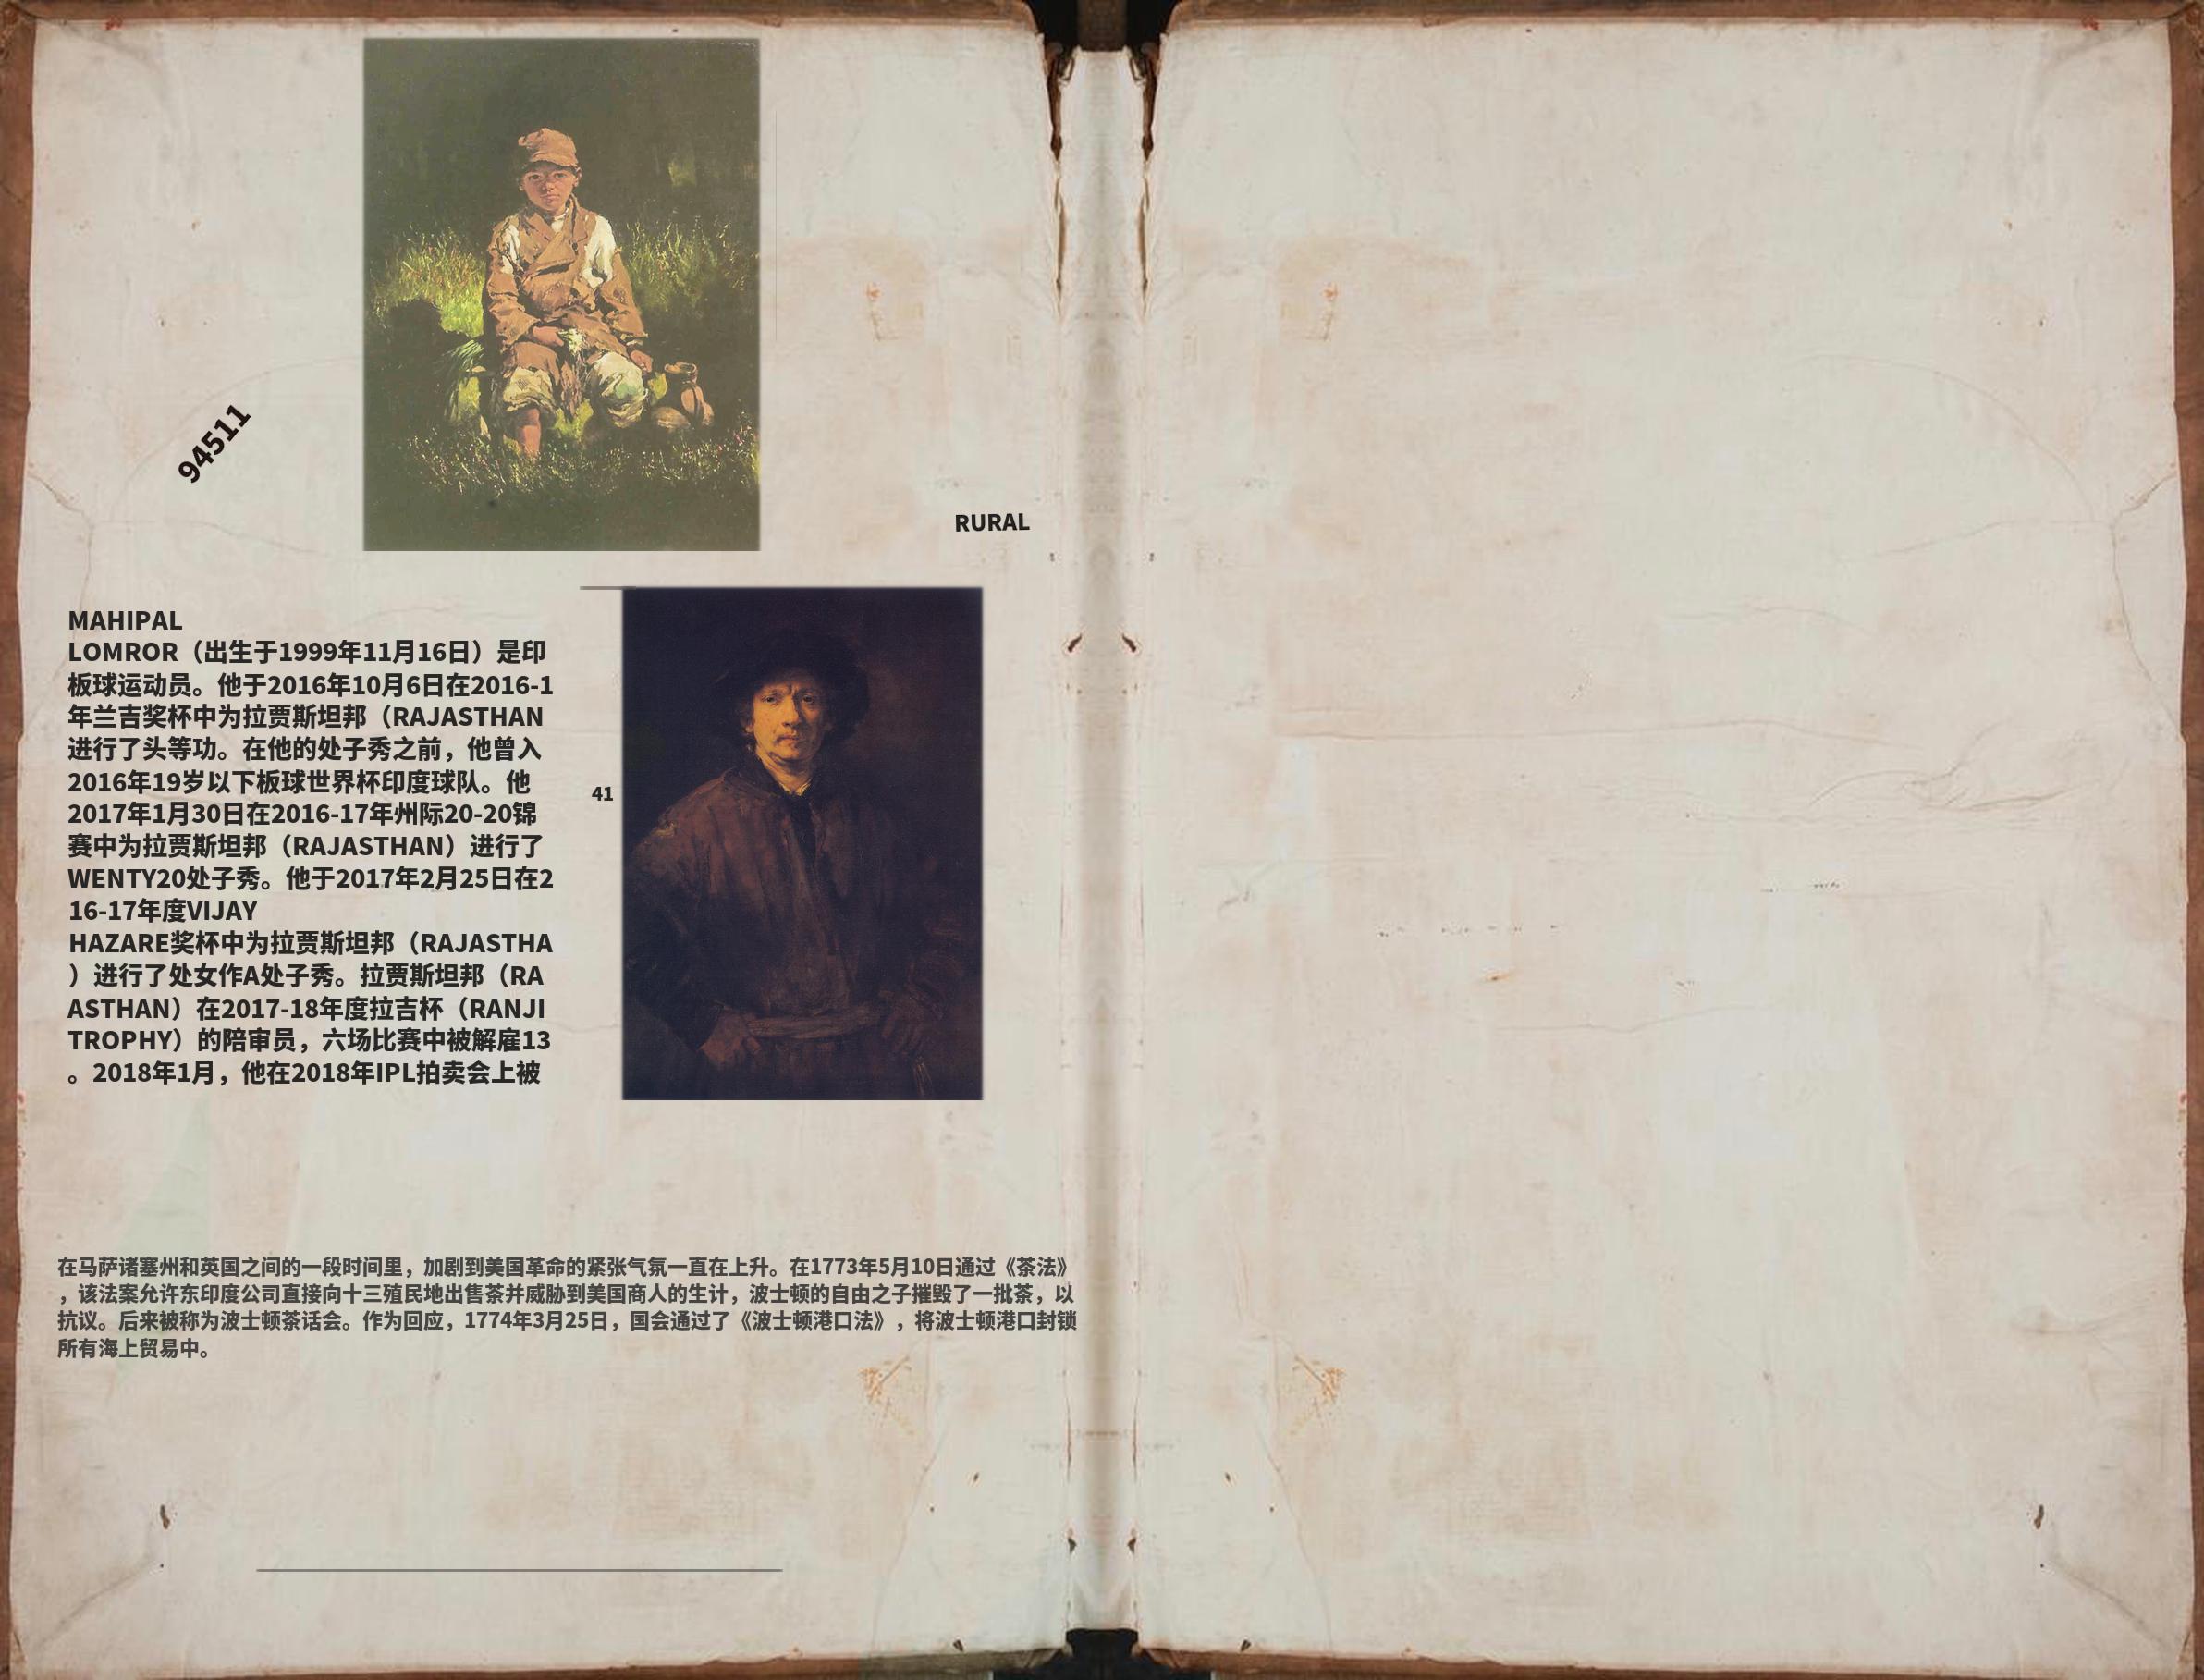 94511
RURAL
MAHIPAL
LOMROR（出生于1999年11月16日）是印
板球运动员。他于2016年10月6日在2016-1
年兰吉奖杯中为拉贾斯坦邦（RAJASTHAN
进行了头等功。在他的处子秀之前，他曾入
2016年19岁以下板球世界杯印度球队。他
2017年1月30日在2016-17年州际20-20锦
赛中为拉贾斯坦邦（RAJASTHAN）进行了
WENTY20处子秀。他于2017年2月25日在2
16-17年度VIJAY
HAZARE奖杯中为拉贾斯坦邦（RAJASTHA
）进行了处女作A处子秀。拉贾斯坦邦（RA
ASTHAN）在2017-18年度拉吉杯（RANJI
TROPHY）的陪审员，六场比赛中被解雇13
。2018年1月，他在2018年IPL拍卖会上被
41
在马萨诸塞州和英国之间的一段时间里，加剧到美国革命的紧张气氛一直在上升。在1773年5月10日通过《茶法》
，该法案允许东印度公司直接向十三殖民地出售茶并威胁到美国商人的生计，波士顿的自由之子摧毁了一批茶，以
抗议。后来被称为波士顿茶话会。作为回应，1774年3月25日，国会通过了《波士顿港口法》，将波士顿港口封锁
所有海上贸易中。